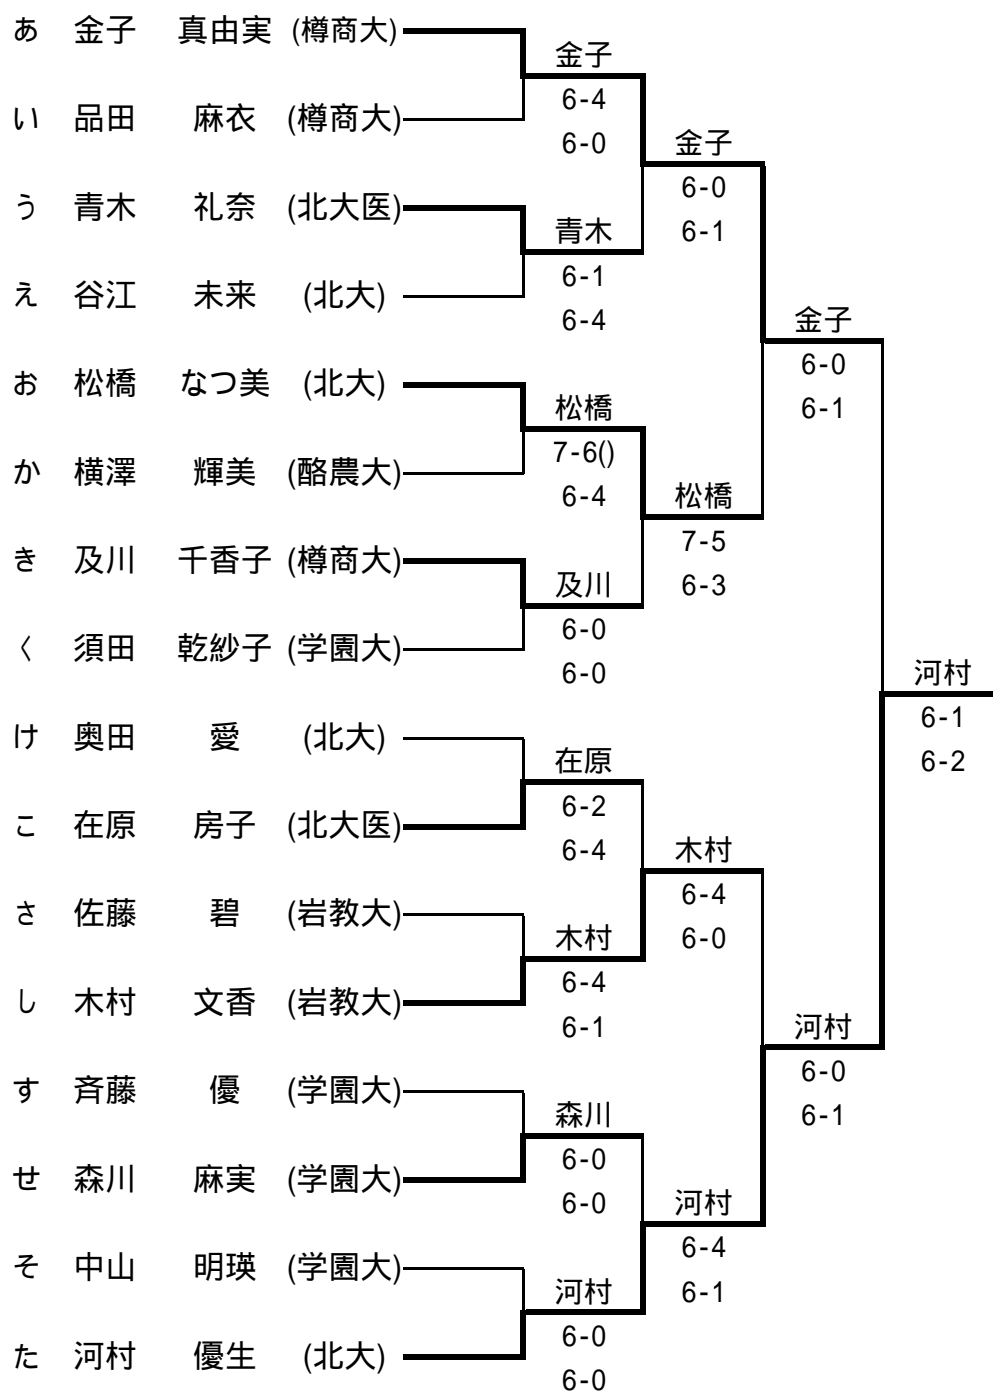 あ 金子 真由実 (樽商大)
金子
6-4
い 品田 麻衣 (樽商大)
6-0
金子
6-0
う 青木 礼奈 (北大医)
青木
6-1
6-1
え 谷江 未来 (北大)
6-4
金子
6-0
お 松橋 なつ美 (北大)
松橋
6-1
7-6()
か 横澤 輝美 (酪農大)
6-4
松橋
7-5
き 及川 千香子 (樽商大)
及川
6-3
6-0
く 須田 乾紗子 (学園大)
6-0
河村
6-1
け 奥田 愛 (北大)
在原
6-2
6-2
こ 在原 房子 (北大医)
6-4
木村
6-4
さ 佐藤 碧 (岩教大)
木村
6-0
6-4
し 木村 文香 (岩教大)
6-1
河村
6-0
す 斉藤 優 (学園大)
森川
6-1
6-0
せ 森川 麻実 (学園大)
6-0
河村
6-4
そ 中山 明瑛 (学園大)
河村
6-1
6-0
た 河村 優生 (北大)
6-0